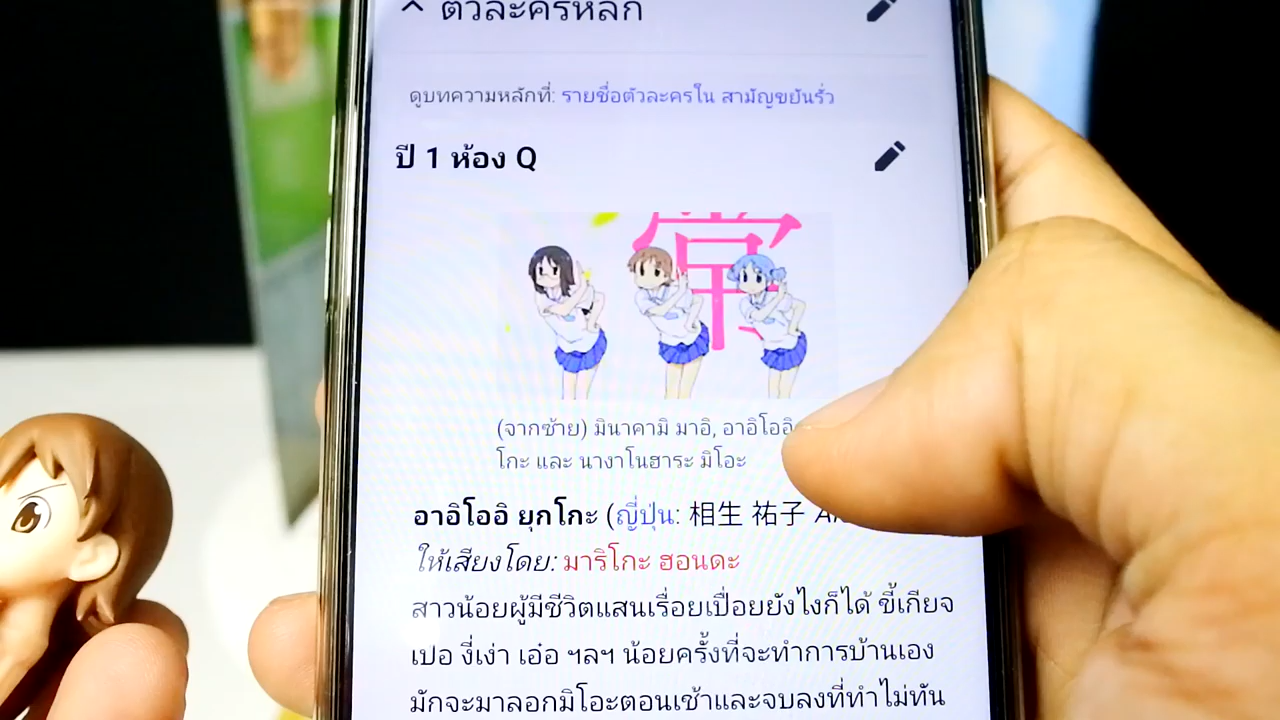 ตัวละครหลัก
ดูบทความหลักที่: รายชื่อตัวละครใน สามัญขยันรั่ว
ปี 1 ห้อง Q
常
(จากซ้าย) มินาคามิ มาอิ, อาอิโออิ
โกะ และ นางาโนฮาระ มิโอะ
อาอิโออิ ยุกโกะ (ญี่ปุ่น: 相生 祐子
ให้เสียงโดย: มาริโกะ ฮอนดะ
สาวน้อยผู้มีชีวิตแสนเรื่อยเปื่อยยังไงก็ได้ ขี้เกียจ
เปอ งี่เง่า เอ๋อ ฯลฯ น้อยครั้งที่จะทำการบ้านเอง
มักจะมาลอกมิโอะตอนเช้าและจบลงที่ทำไม่ทัน